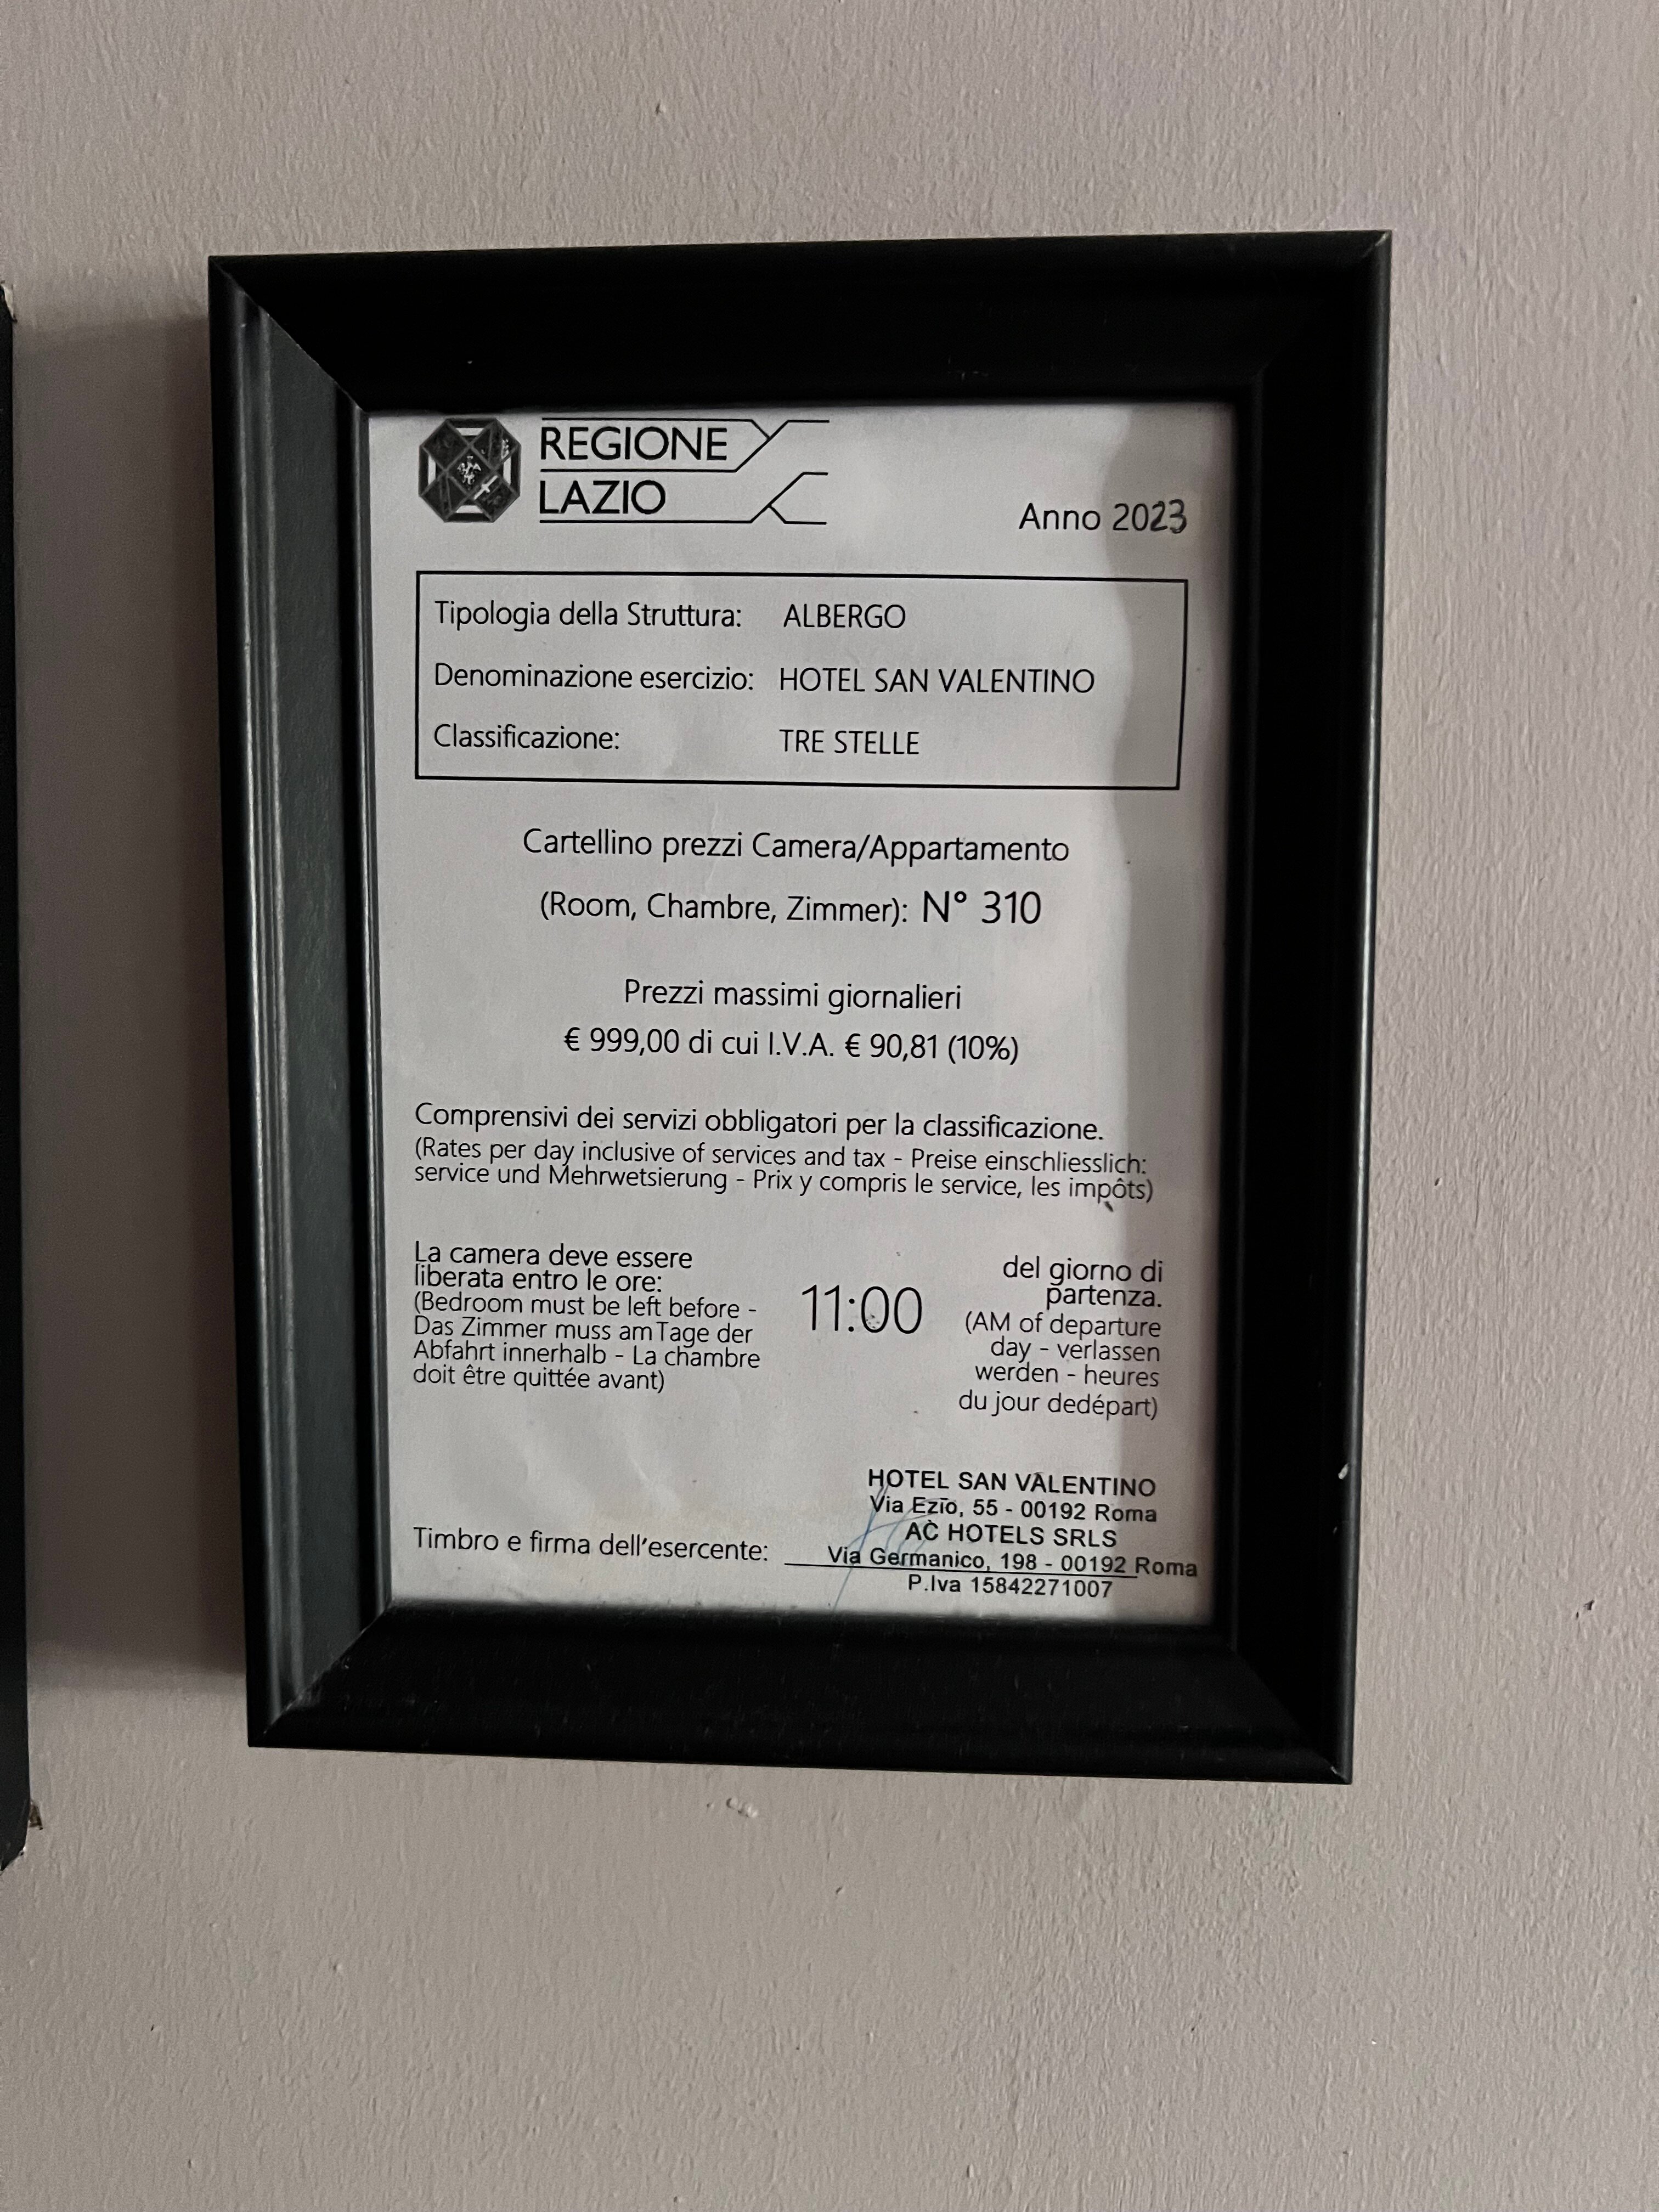 REGIONE
LAZIO
Anno 2023
Tipologia della Struttura: ALBERGO
Denominazione esercizio: HOTEL SAN VALENTINO
Classificazione: TRE STELLE
Cartellino prezzi Camera/Appartamento
(Room, Chambre, Zimmer): N° 310
Prezzi massimi giornalieri
€ 999,00 di cui I.V.A. € 90,81 (10%)
Comprensivi dei servizi obbligatori per la classificazione.
(Rates per day inclusive of services and tax - Preise einschliesslich:
service und Mehrwetsierung - Prix y compris le service, les impôts)
La camera deve essere
liberata entro le ore:
(Bedroom must be left before -
Das Zimmer muss am Tage der
Abfahrt innerhalb - La chambre
doit être quittée avant)
11:00
del giorno di
partenza.
(AM of departure
day - verlassen
werden - heures
du jour dedépart)
Timbro e firma dell'esercente:
HOTEL SAN VALENTINO
Via Ezio, 55 - 00192 Roma
AC HOTELS SRLS
Via Germanico, 198 - 00192 Roma
P.Iva 15842271007